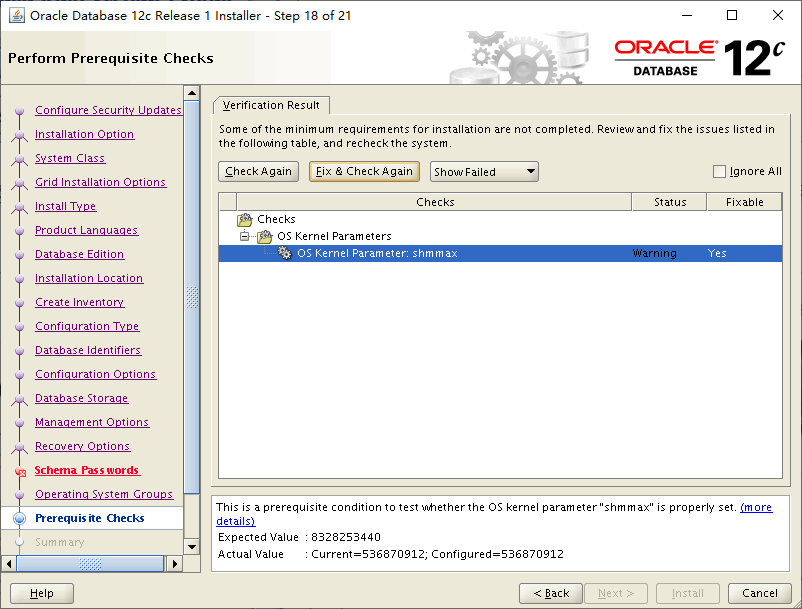 Oracle Database 12c Release 1 Installer - Step 18 of 21
Perform Prerequisite Checks
ORACLE
DATABASE
12c
Configure Security Updates
Installation Option
System Class
Grid Installation Options
Install Type
Product Languages
Database Edition
Installation Location
Create Inventory
Configuration Type
Database Identifiers
Configuration Options
Database Storage
Management Options
Recovery Options
Schema Passwords
Operating System Groups
Prerequisite Checks
Summary
Verification Result
Some of the minimum requirements for installation are not completed. Review and fix the issues listed in
the following table, and recheck the system.
Check Again Fix & Check Again Show Failed Ignore All
Checks Status Fixable
Checks
OS Kernel Parameters
OS Kernel Parameter: shmmax Warning Yes
This is a prerequisite condition to test whether the OS kernel parameter "shmmax" is properly set. (more
details)
Expected Value : 8328253440
Actual Value : Current=536870912; Configured=536870912
Help < Back Next > Install Cancel